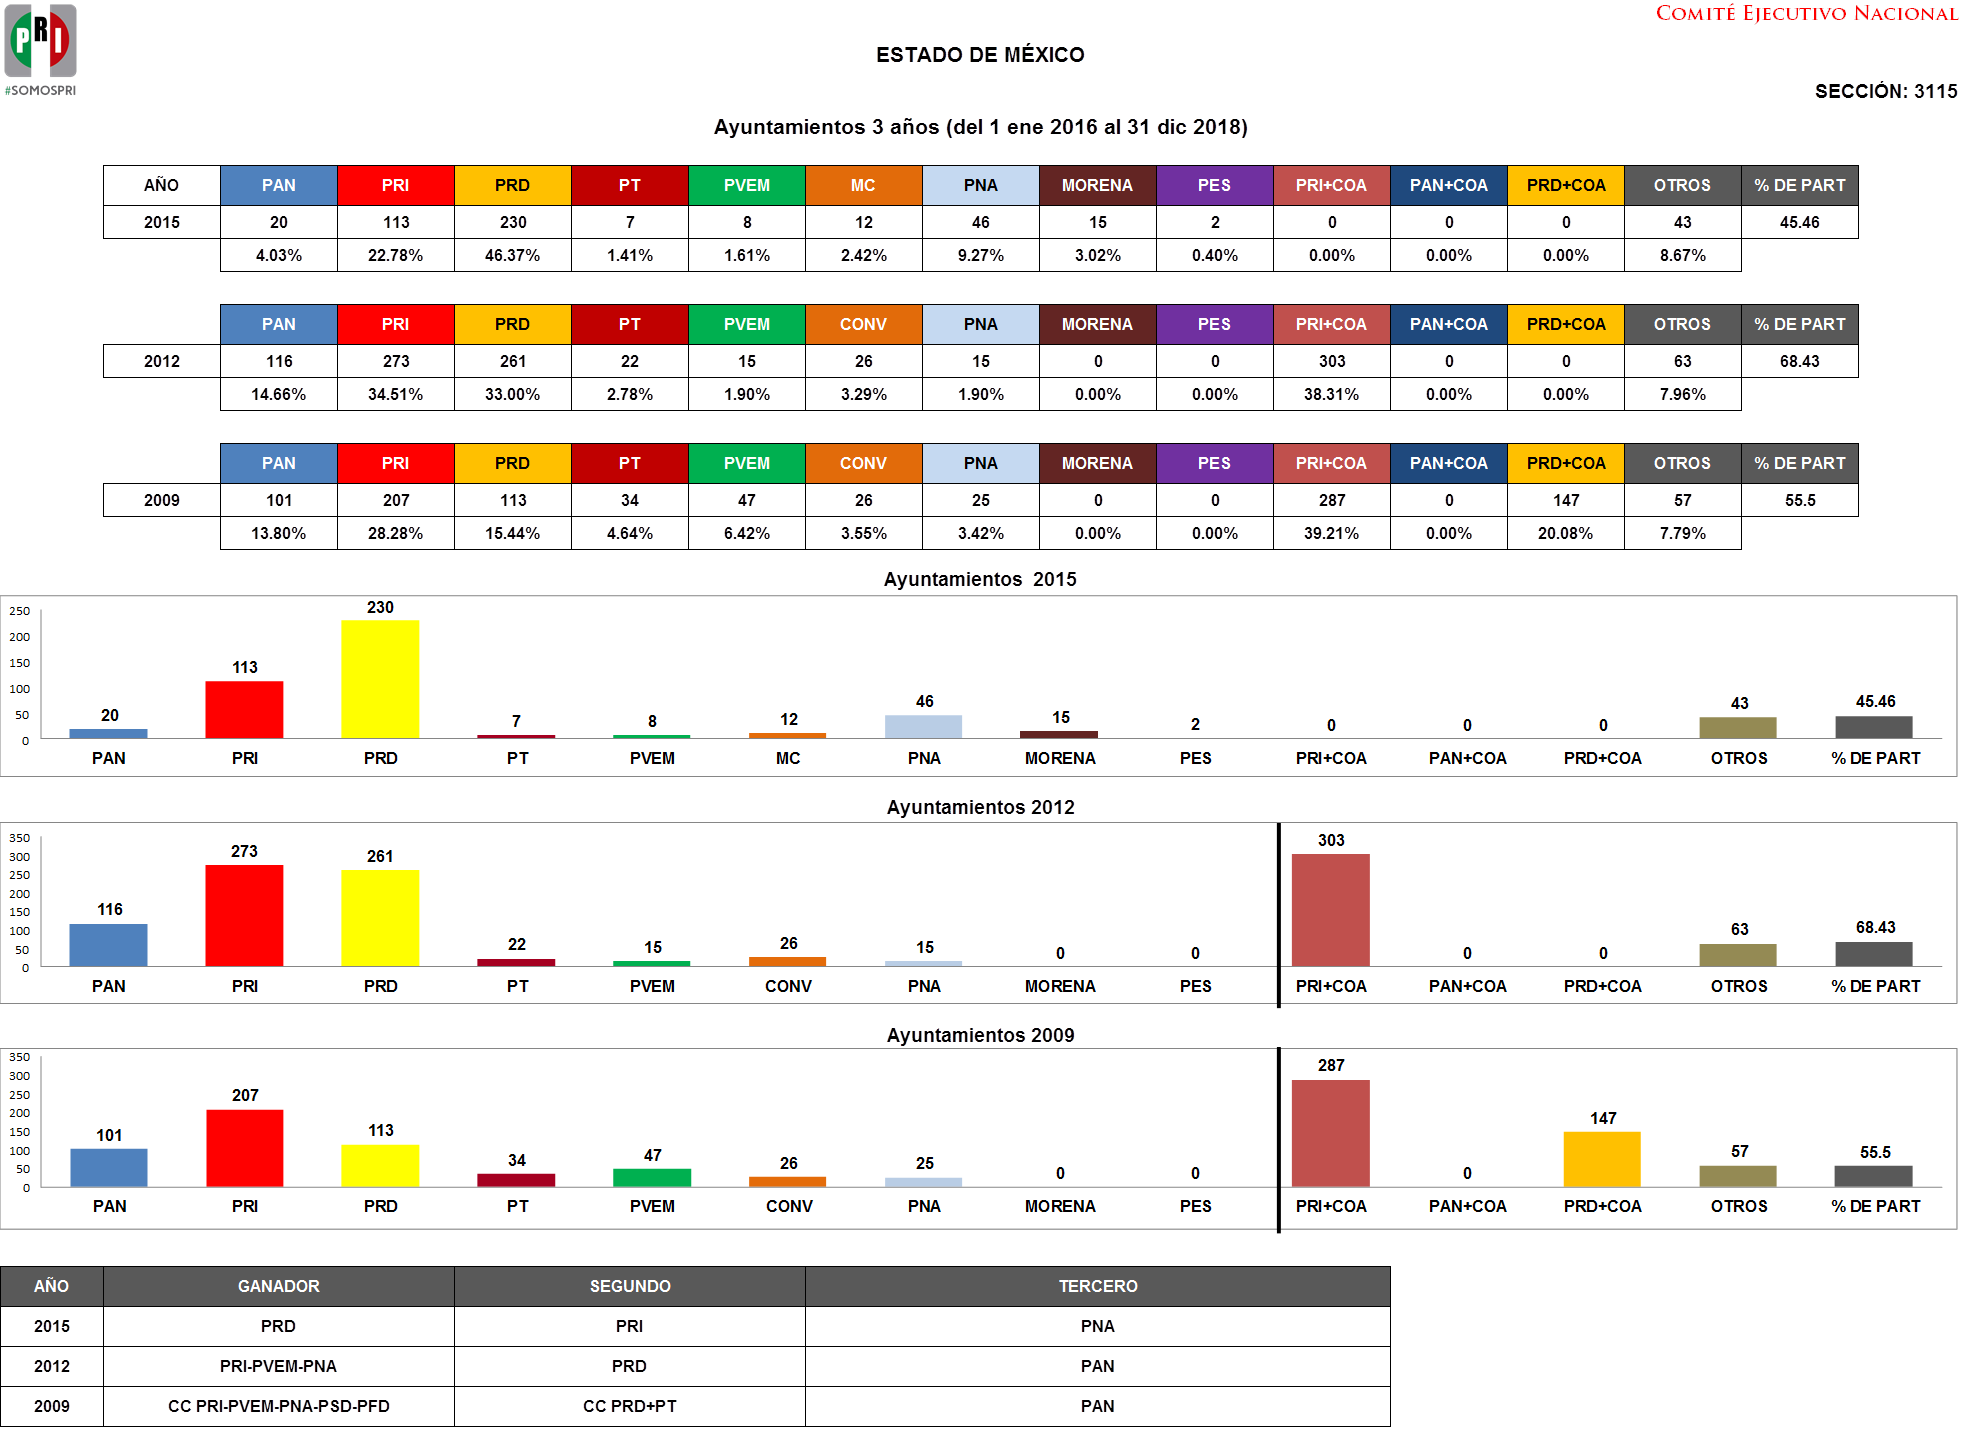 PRI
#SOMOSPRI
COMITÉ EJECUTIVO NACIONAL
ESTADO DE MÉXICO
SECCIÓN: 3115
Ayuntamientos 3 años (del 1 ene 2016 al 31 dic 2018)
AÑO PAN PRI PRD PT PVEM MC PNA MORENA PES PRI+COA PAN+COA PRD+COA OTROS % DE PART
2015 20 113 230 7 8 12 46 15 2 0 0 0 43 45.46
4.03% 22.78% 46.37% 1.41% 1.61% 2.42% 9.27% 3.02% 0.40% 0.00% 0.00% 0.00% 8.67%
PAN PRI PRD PT PVEM CONV PNA MORENA PES PRI+COA PAN+COA PRD+COA OTROS % DE PART
2012 116 273 261 22 15 26 15 0 0 303 0 0 63 68.43
14.66% 34.51% 33.00% 2.78% 1.90% 3.29% 1.90% 0.00% 0.00% 38.31% 0.00% 0.00% 7.96%
PAN PRI PRD PT PVEM CONV PNA MORENA PES PRI+COA PAN+COA PRD+COA OTROS % DE PART
2009 101 207 113 34 47 26 25 0 0 287 0 147 57 55.5
13.80% 28.28% 15.44% 4.64% 6.42% 3.55% 3.42% 0.00% 0.00% 39.21% 0.00% 20.08% 7.79%
Ayuntamientos 2015
250
200
150
100
50
0
20 113 230 7 8 12 46 15 2 0 0 0 43 45.46
PAN PRI PRD PT PVEM MC PNA MORENA PES PRI+COA PAN+COA PRD+COA OTROS % DE PART
Ayuntamientos 2012
350
300
250
200
150
100
50
0
116 273 261 22 15 26 15 0 0 303 0 0 63 68.43
PAN PRI PRD PT PVEM CONV PNA MORENA PES PRI+COA PAN+COA PRD+COA OTROS % DE PART
Ayuntamientos 2009
350
300
250
200
150
100
50
0
101 207 113 34 47 26 25 0 0 287 0 147 57 55.5
PAN PRI PRD PT PVEM CONV PNA MORENA PES PRI+COA PAN+COA PRD+COA OTROS % DE PART
AÑO GANADOR SEGUNDO TERCERO
2015 PRD PRI PNA
2012 PRI-PVEM-PNA PRD PAN
2009 CC PRI-PVEM-PNA-PSD-PFD CC PRD+PT PAN